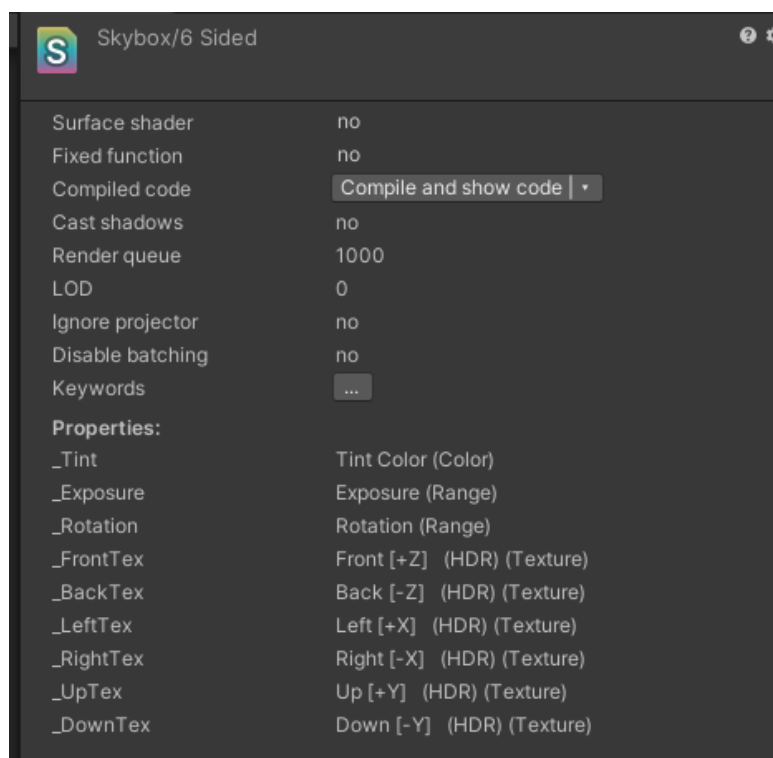 S Skybox/6 Sided ?
Surface shader no
Fixed function no
Compiled code Compile and show code
Cast shadows no
Render queue 1000
LOD 0
Ignore projector no
Disable batching no
Keywords ...
Properties:
_Tint Tint Color (Color)
_Exposure Exposure (Range)
_Rotation Rotation (Range)
_FrontTex Front [+Z] (HDR) (Texture)
_BackTex Back [-Z] (HDR) (Texture)
_LeftTex Left [+X] (HDR) (Texture)
_RightTex Right [-X] (HDR) (Texture)
_UpTex Up [+Y] (HDR) (Texture)
_DownTex Down [-Y] (HDR) (Texture)